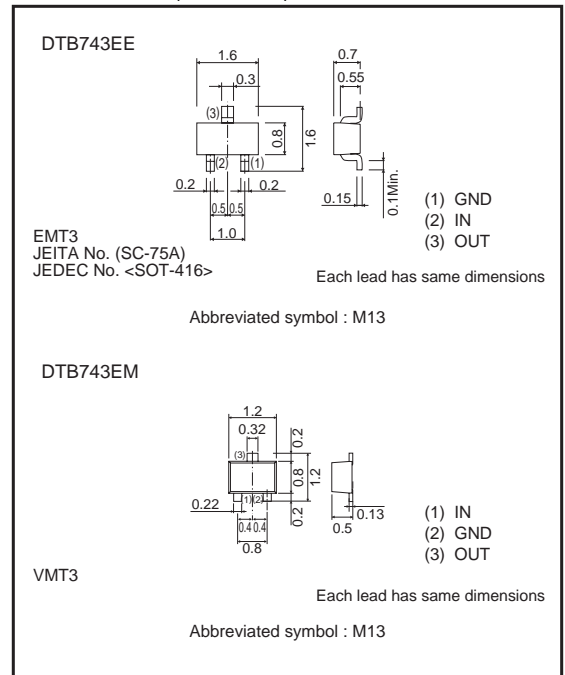 DTB743EE
1.6
0.3
0.7
0.55
(3)
0.8
1.6
(2)
(1)
0.2
0.2
0.5
0.5
1.0
0.15
0.1Min.
(1) GND
(2) IN
(3) OUT
EMT3
JEITA No. (SC-75A)
JEDEC No. <SOT-416>
Each lead has same dimensions
Abbreviated symbol : M13
DTB743EM
1.2
0.32
0.2
(3)
0.8
1.2
0.22
(1)
(2)
0.4
0.4
0.2
0.8
0.13
0.5
(1) IN
(2) GND
(3) OUT
VMT3
Each lead has same dimensions
Abbreviated symbol : M13